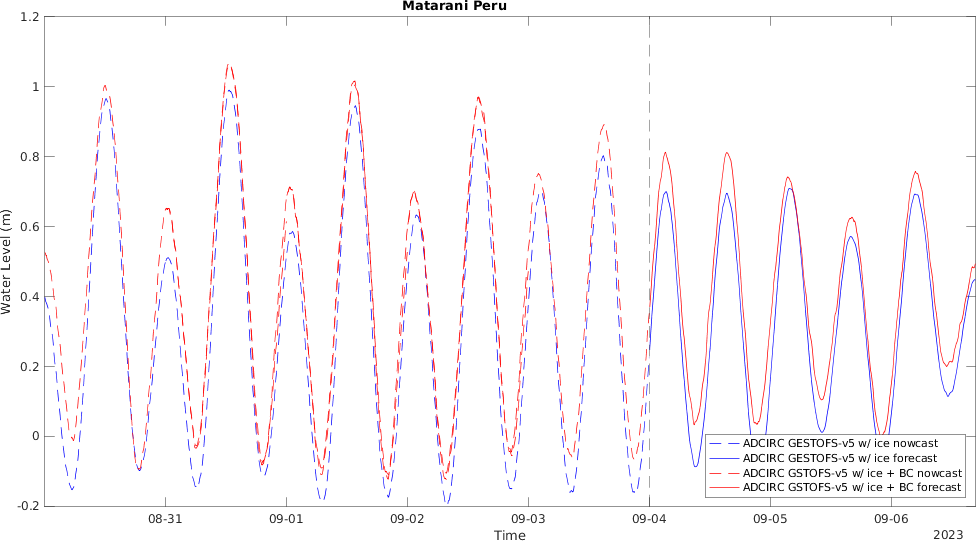 Matarani Peru
1.2
1
0.8
0.6
0.4
0.2
0
-0.2
Water Level (m)
ADCIRC GESTOFS-v5 w/ ice nowcast
ADCIRC GESTOFS-v5 w/ ice forecast
ADCIRC GSTOFS-v5 w/ ice + BC nowcast
ADCIRC GSTOFS-v5 w/ ice + BC forecast
08-31 09-01 09-02 09-03 09-04 09-05 09-06
Time
2023